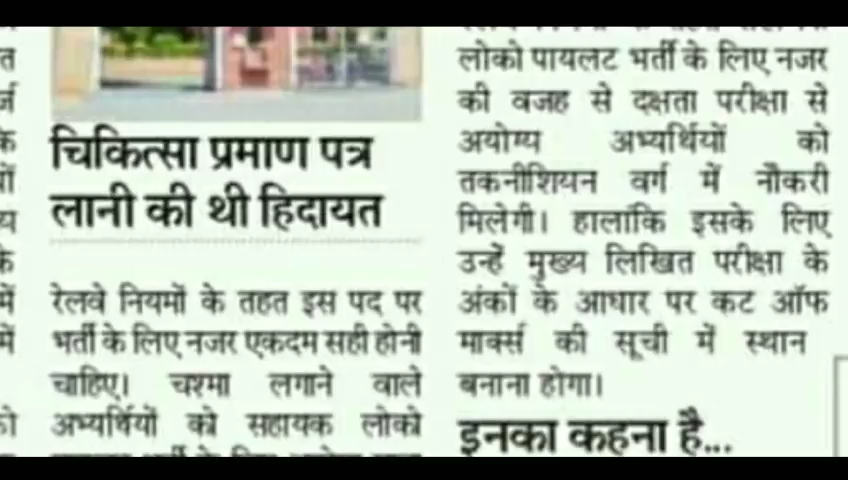 चिकित्सा प्रमाण पत्र
लानी की थी हिदायत
रेलवे नियमों के तहत इस पद पर
भर्ती के लिए नजर एकदम सही होनी
चाहिए। चश्मा लगाने वाले
अभ्यर्थियों को सहायक लोको
लोको पायलट भर्ती के लिए नजर
की वजह से दक्षता परीक्षा से
अयोग्य अभ्यर्थियों को
तकनीशियन वर्ग में नौकरी
मिलेगी। हालांकि इसके लिए
उन्हें मुख्य लिखित परीक्षा के
अंकों के आधार पर कट ऑफ
मार्क्स की सूची में स्थान
बनाना होगा।
इनका कहना है...